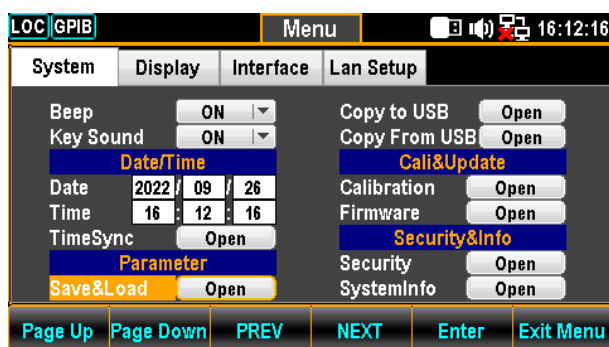 LOC GPIB Menu 16:12:16
System Display Interface Lan Setup
Beep ON
Key Sound ON
Date/Time
Date 2022 / 09 / 26
Time 16 : 12 : 16
TimeSync Open
Parameter
Save&Load Open
Copy to USB Open
Copy From USB Open
Cali&Update
Calibration Open
Firmware Open
Security&Info
Security Open
SystemInfo Open
Page Up Page Down PREV NEXT Enter Exit Menu